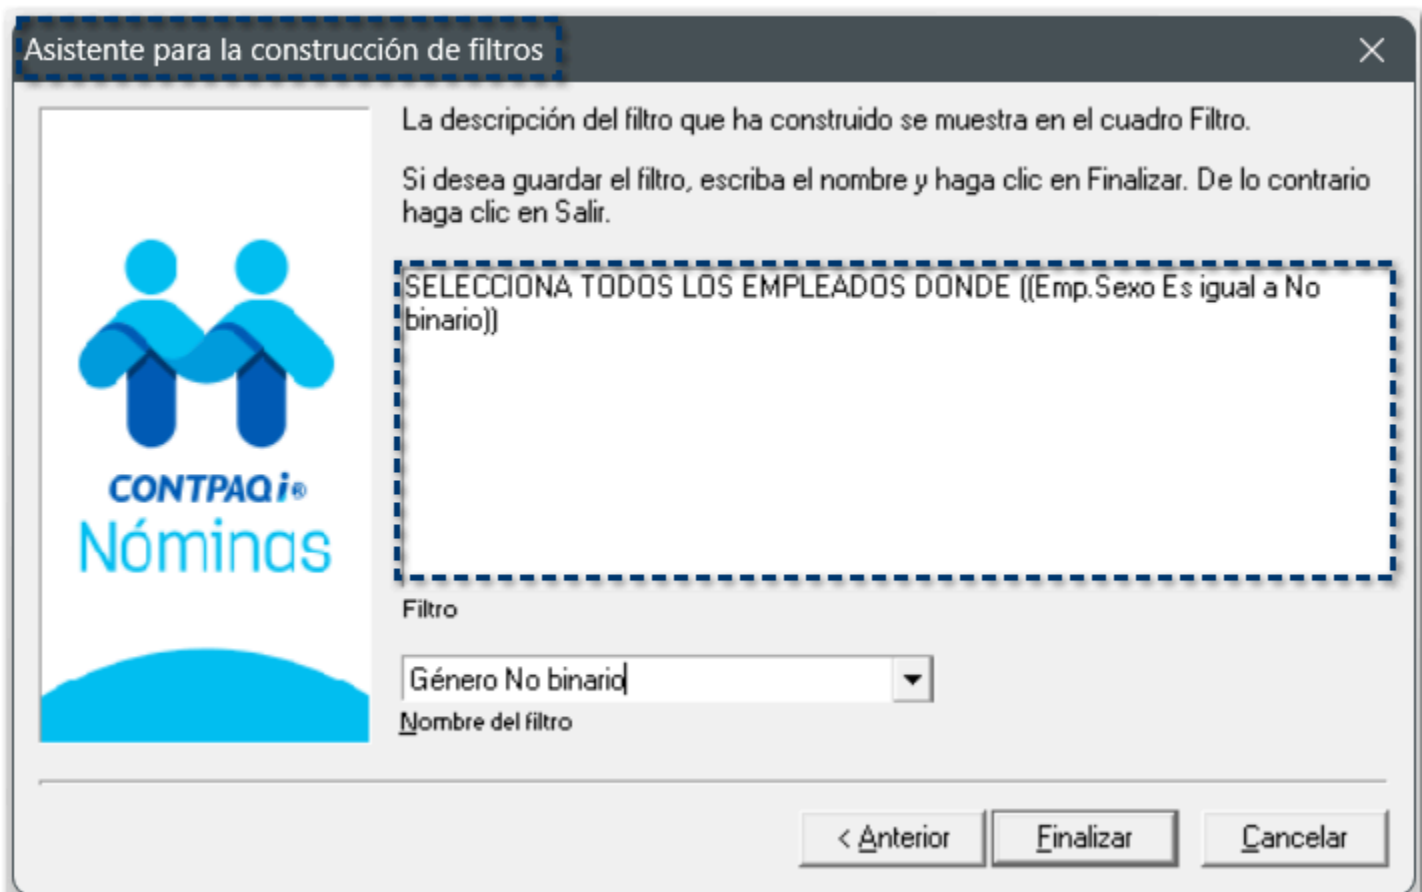 Asistente para la construcción de filtros
La descripción del filtro que ha construido se muestra en el cuadro Filtro.
Si desea guardar el filtro, escriba el nombre y haga clic en Finalizar. De lo contrario
haga clic en Salir.
SELECCIONA TODOS LOS EMPLEADOS DONDE ((Emp.Sexo Es igual a No
binario))
CONTPAQi®
Nóminas
Filtro
Género No binario
Nombre del filtro
< Anterior
Finalizar
Cancelar